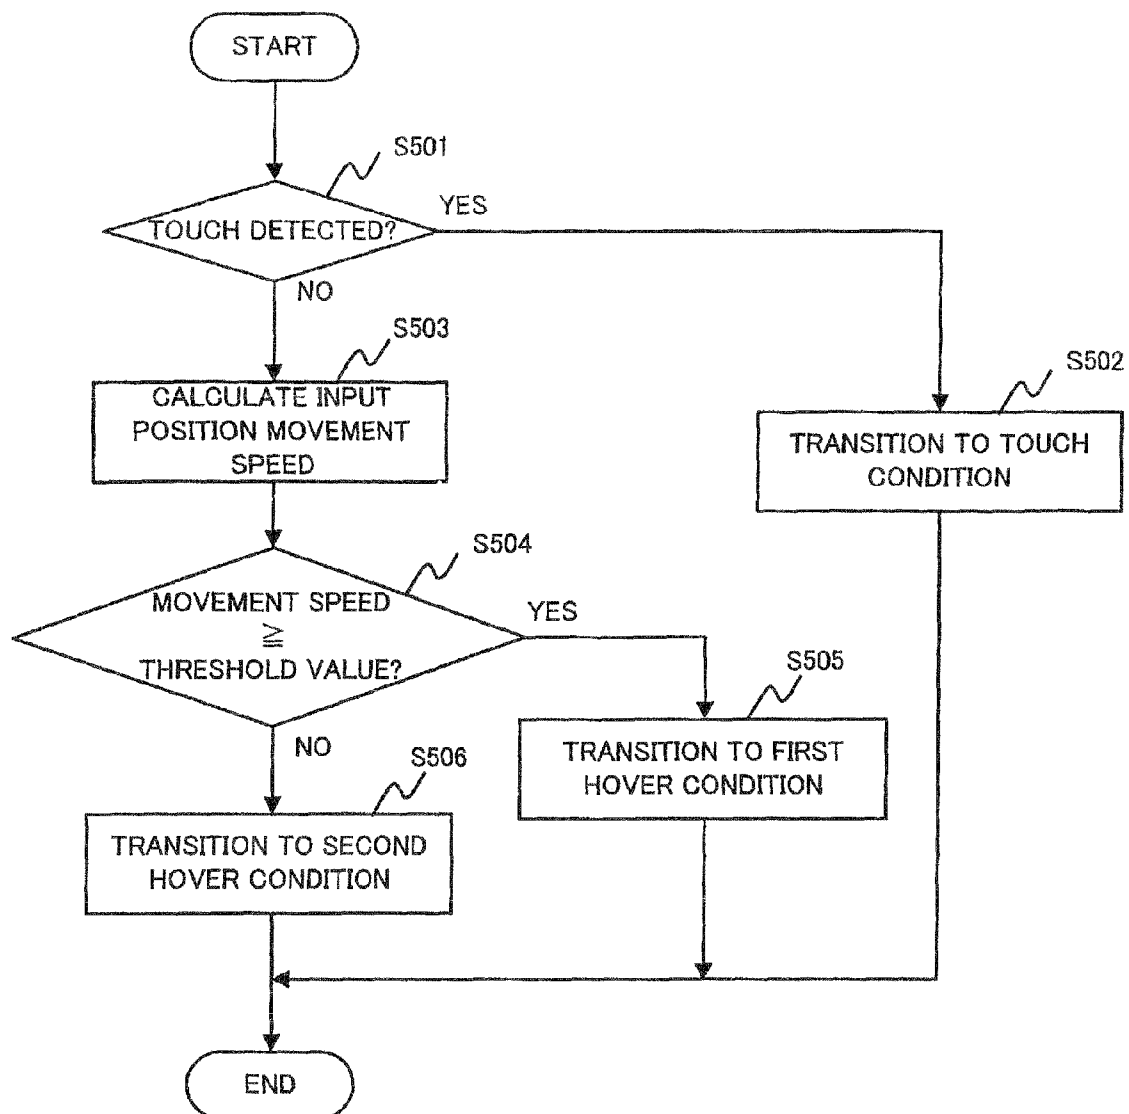 START
S501
TOUCH DETECTED?
YES
NO
S503
CALCULATE INPUT
POSITION MOVEMENT
SPEED
S502
TRANSITION TO TOUCH
CONDITION
S504
MOVEMENT SPEED
≧
THRESHOLD VALUE?
YES
NO
S505
TRANSITION TO FIRST
HOVER CONDITION
S506
TRANSITION TO SECOND
HOVER CONDITION
END